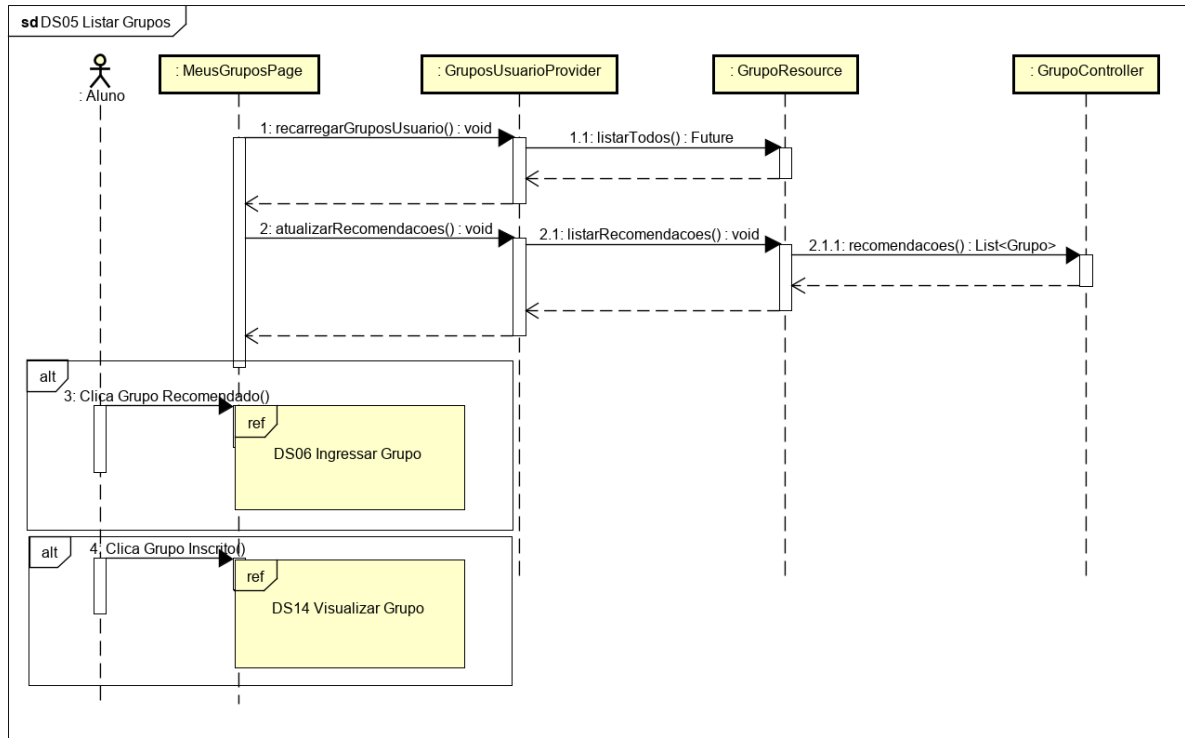 sd DS05 Listar Grupos
: Aluno
: MeusGruposPage
: GruposUsuarioProvider
: GrupoResource
: GrupoController
1: recarregarGruposUsuario() : void
1.1: listarTodos() : Future
2: atualizarRecomendacoes() : void
2.1: listarRecomendacoes() : void
2.1.1: recomendacoes() : List<Grupo>
alt
3: Clica Grupo Recomendado()
ref
DS06 Ingressar Grupo
alt
4: Clica Grupo Inscrito()
ref
DS14 Visualizar Grupo